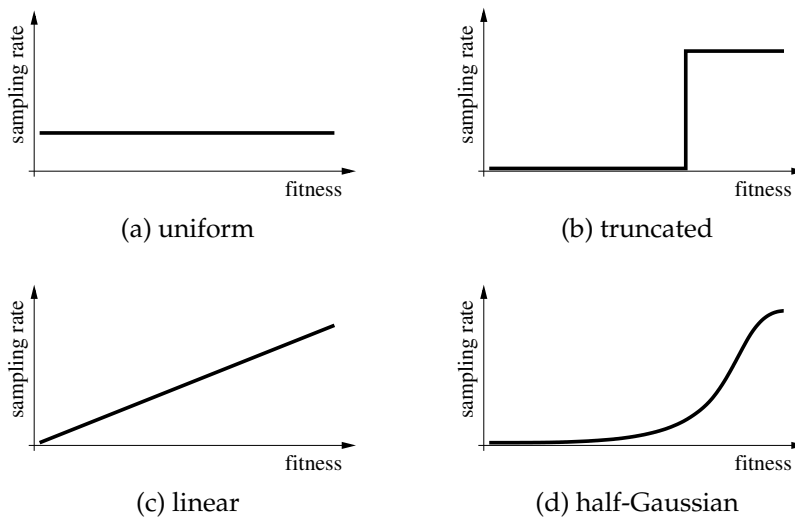 sampling rate
fitness
(a) uniform
sampling rate
fitness
(b) truncated
sampling rate
fitness
(c) linear
sampling rate
fitness
(d) half-Gaussian